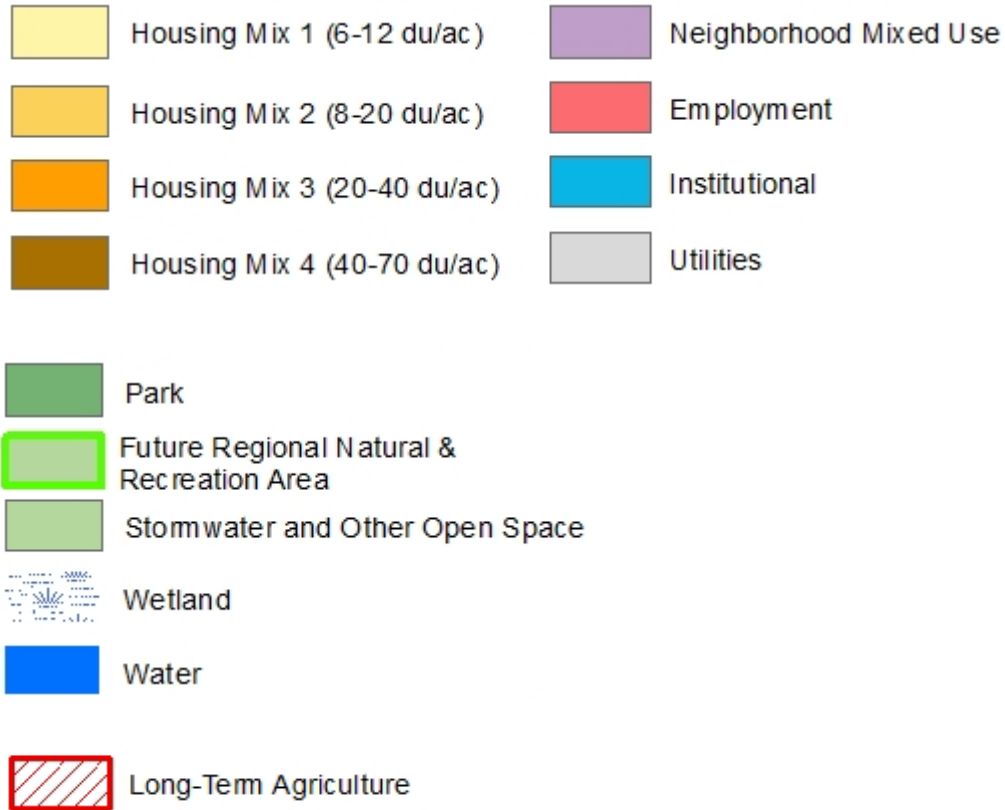 Housing Mix 1 (6-12 du/ac)
Housing Mix 2 (8-20 du/ac)
Housing Mix 3 (20-40 du/ac)
Housing Mix 4 (40-70 du/ac)
Neighborhood Mixed Use
Employment
Institutional
Utilities
Park
Future Regional Natural &
Recreation Area
Stormwater and Other Open Space
Wetland
Water
Long-Term Agriculture